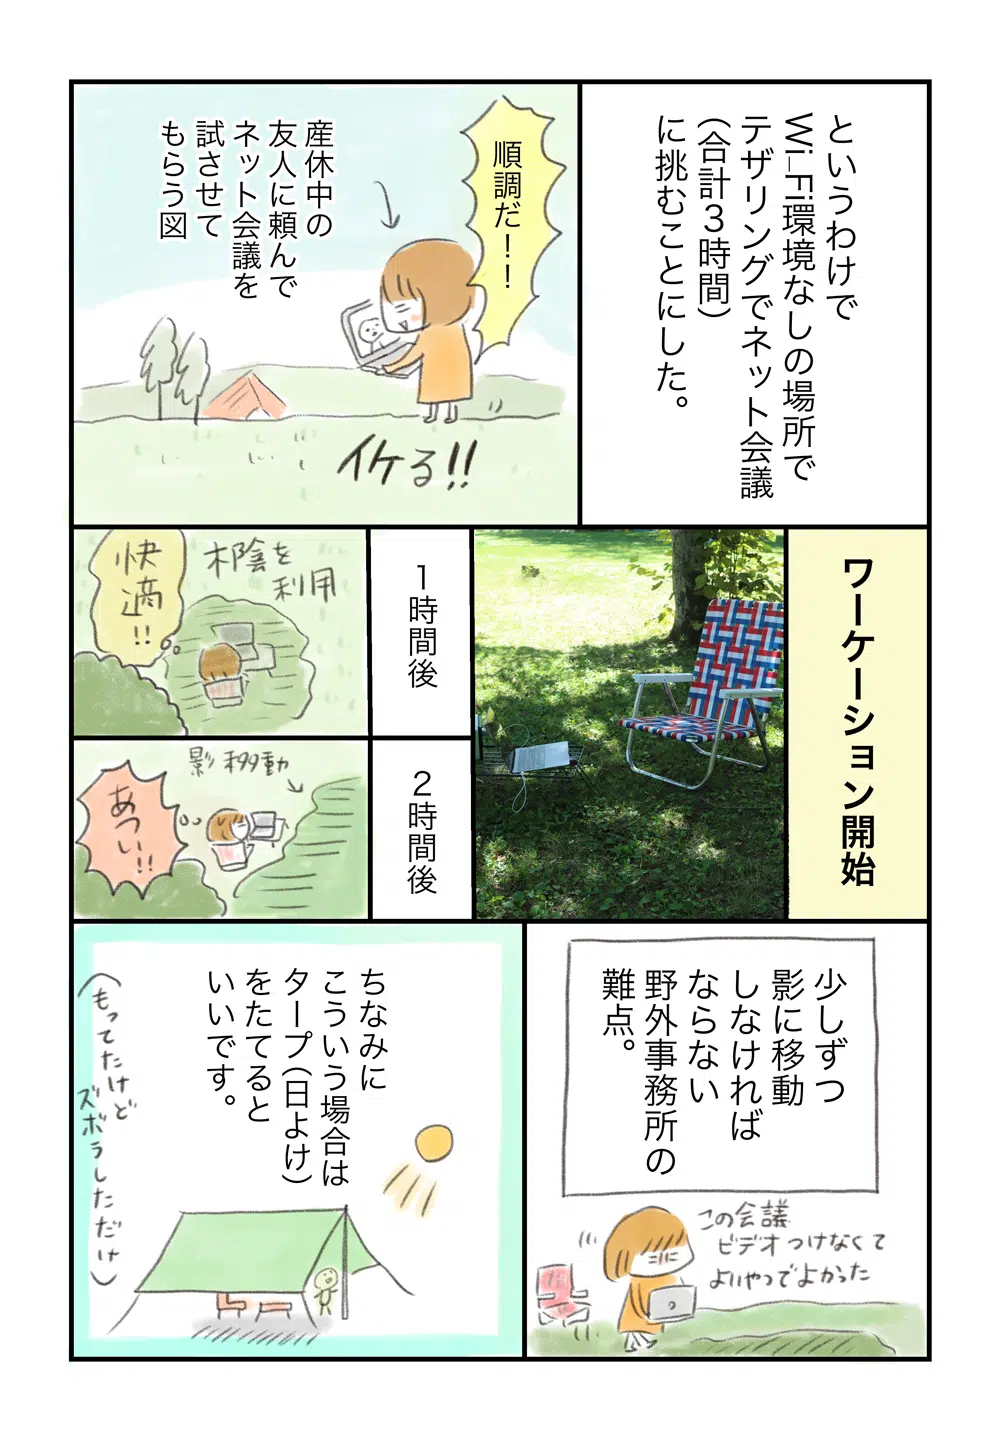 というわけで
Wi_Fi環境なしの場所で
テザリングでネット会議
(合計3時間)
に挑むことにした。
順調だ!!
産休中の
友人に頼んで
ネット会議を
試させて
もらう図
イケる!!
ワーケーション開始
1時間後
木陰を
利用
快適!!
2時間後
影移動
あつい!!
少しずつ
影に移動
しなければ
ならない
野外事務所の
難点。
この会議
ビデオつけなくて
よいやつでよかった
ちなみに
こういう場合は
タープ(日よけ)
をたてると
いいです。
(もってたけど
ズボラしただけ)